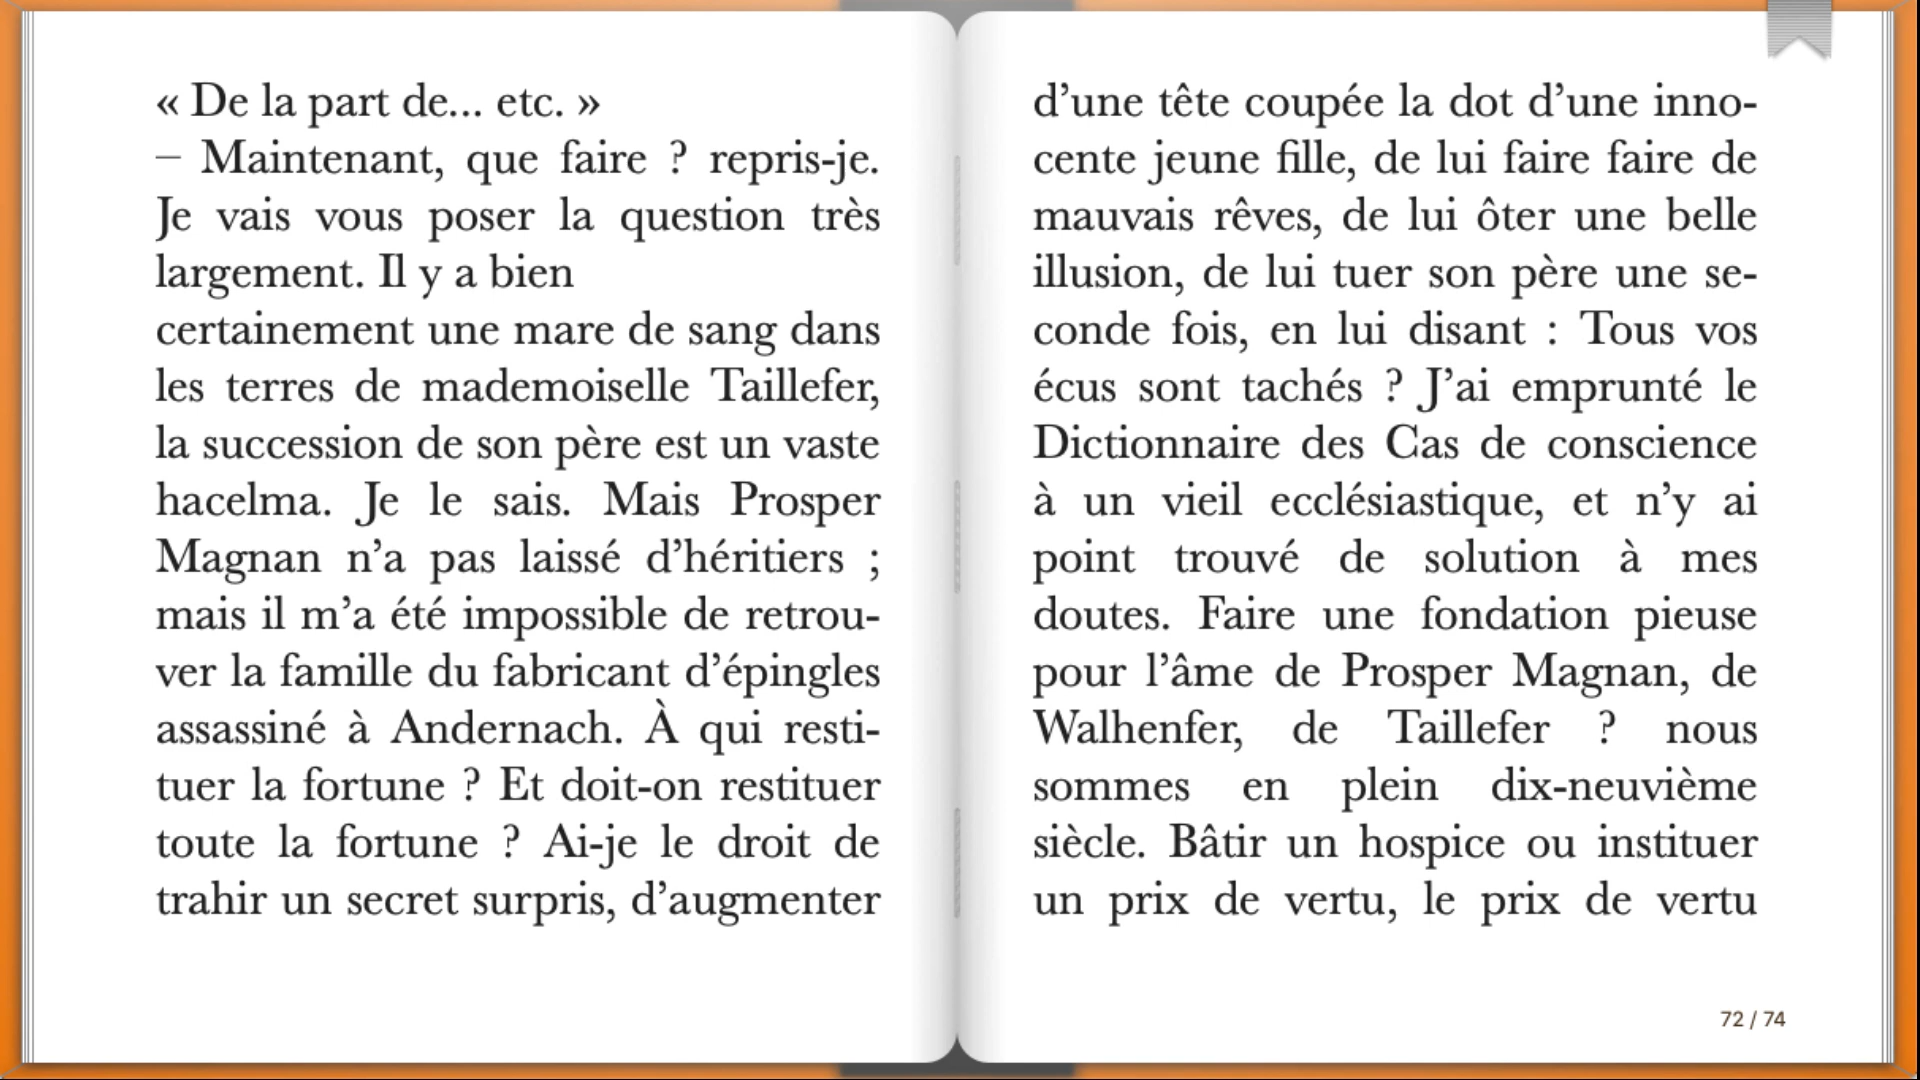 « De la part de... etc. »
– Maintenant, que faire ? repris-je.
Je vais vous poser la question très
largement. Il y a bien
certainement une mare de sang dans
les terres de mademoiselle Taillefer,
la succession de son père est un vaste
hacelma. Je le sais. Mais Prosper
Magnan n’a pas laissé d’héritiers ;
mais il m’a été impossible de retrou-
ver la famille du fabricant d’épingles
assassiné à Andernach. À qui resti-
tuer la fortune ? Et doit-on restituer
toute la fortune ? Ai-je le droit de
trahir un secret surpris, d’augmenter
d’une tête coupée la dot d’une inno-
cente jeune fille, de lui faire faire de
mauvais rêves, de lui ôter une belle
illusion, de lui tuer son père une se-
conde fois, en lui disant : Tous vos
écus sont tachés ? J’ai emprunté le
Dictionnaire des Cas de conscience
à un vieil ecclésiastique, et n’y ai
point trouvé de solution à mes
doutes. Faire une fondation pieuse
pour l’âme de Prosper Magnan, de
Walhenfer, de Taillefer ? nous
sommes en plein dix-neuvième
siècle. Bâtir un hospice ou instituer
un prix de vertu, le prix de vertu
72 / 74